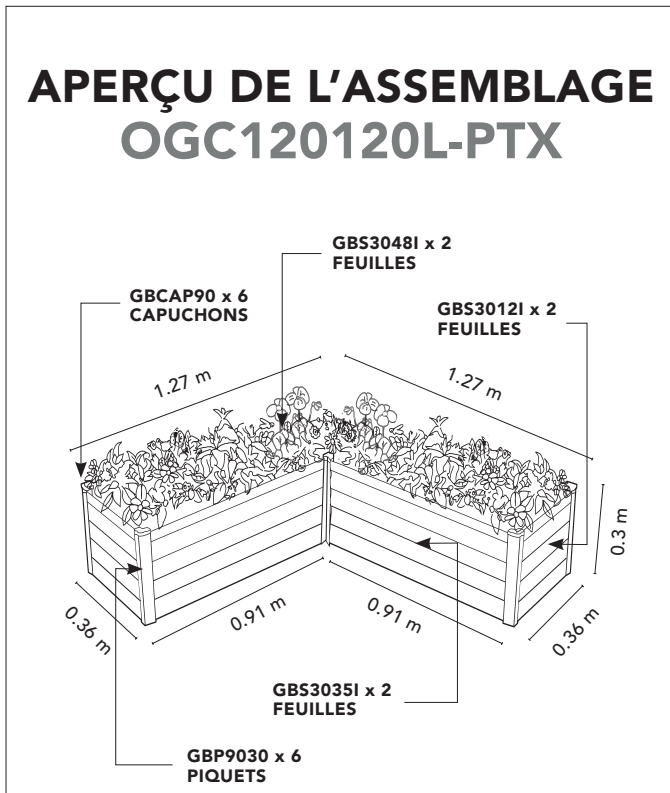 APERÇU DE L’ASSEMBLAGE
OGC120120L-PTX
GBS3048I x 2
FEUILLES
GBCAP90 x 6
CAPUCHONS
GBS3012I x 2
FEUILLES
1.27 m
1.27 m
0.3 m
0.36 m
0.91 m
0.91 m
0.36 m
GBS3035I x 2
FEUILLES
GBP9030 x 6
PIQUETS